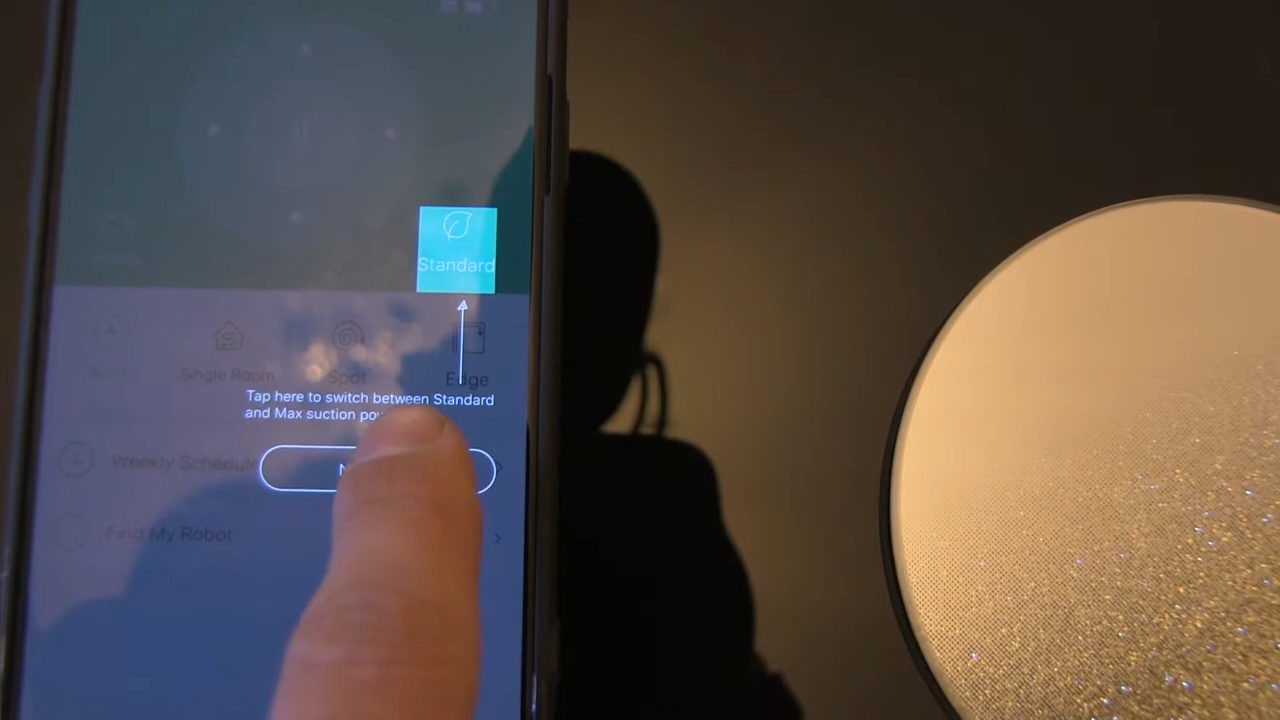 Standard
Single Room
Spot
Edge
Tap here to switch between Standard
and Max suction
Weekly Schedule
Find My Robot